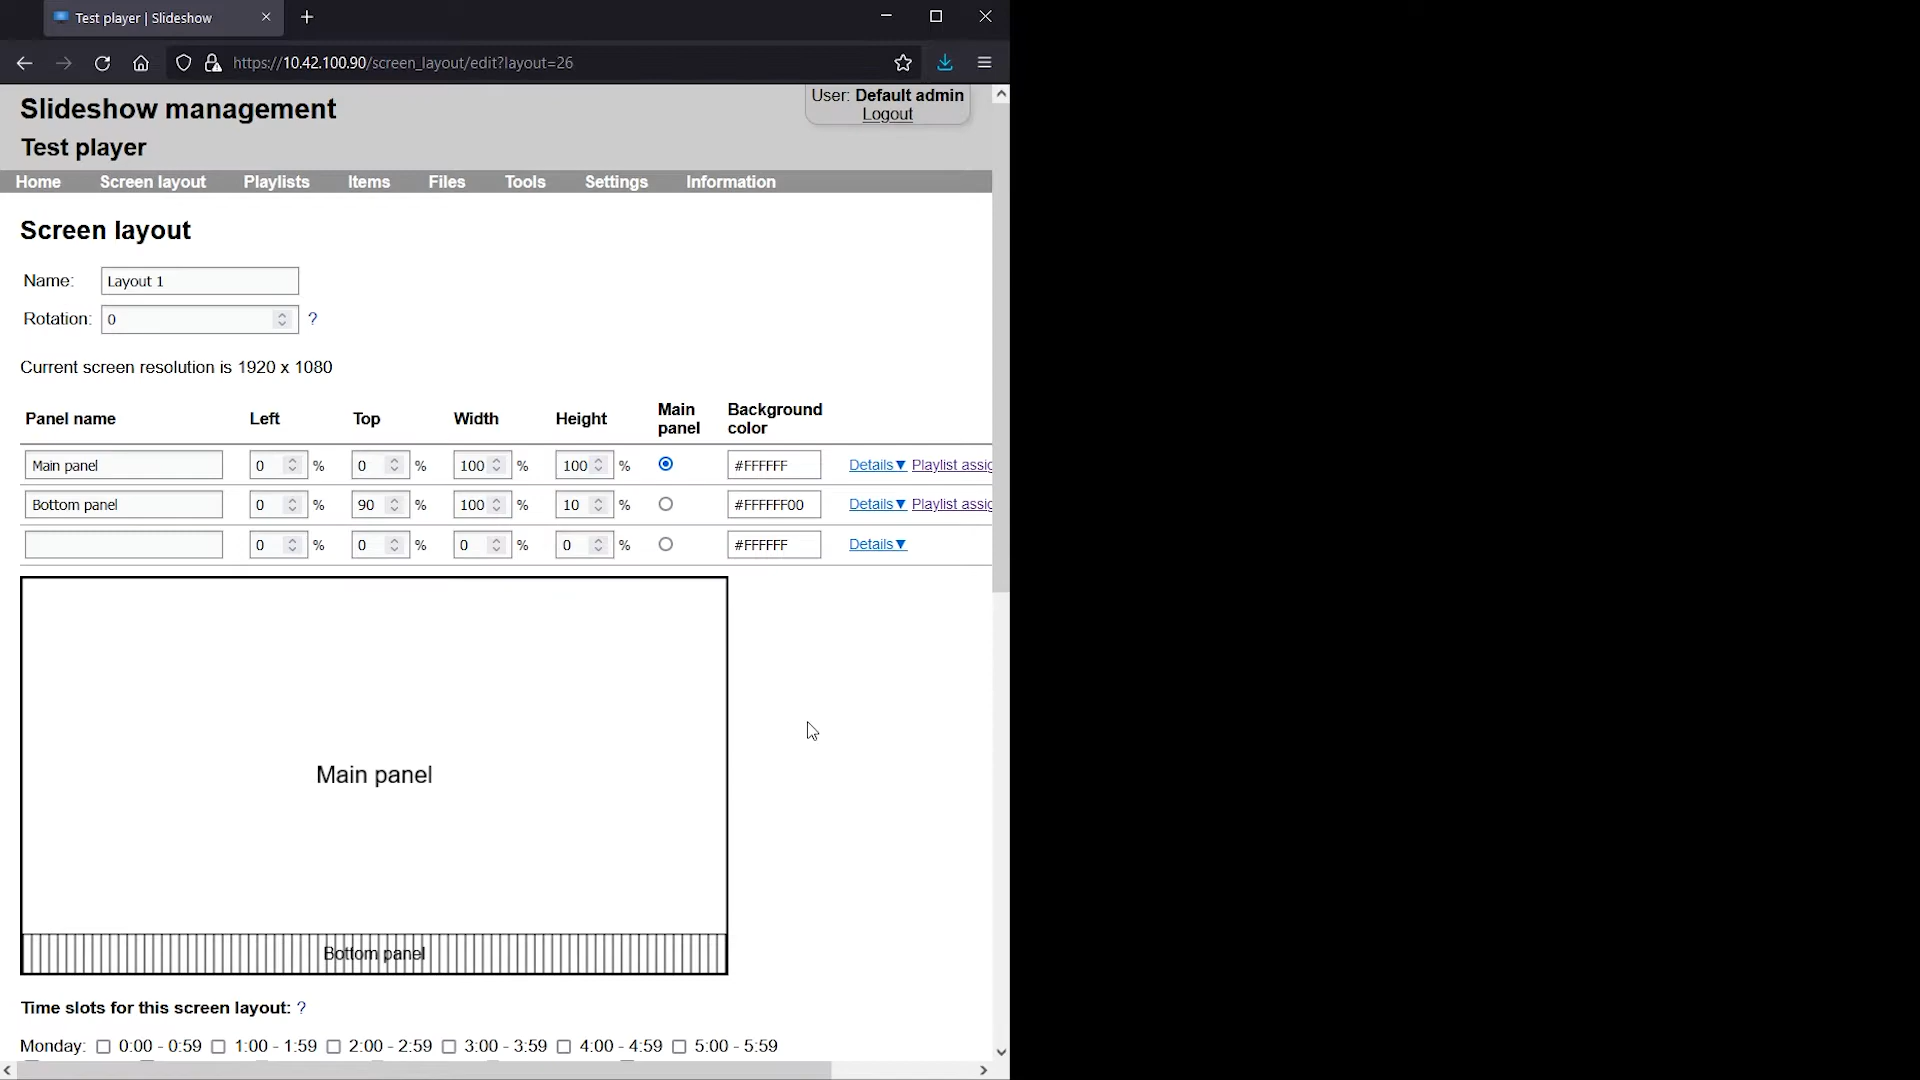 Test player | Slideshow
https://10.42.100.90/screen_layout/edit?layout=26
Slideshow management
User: Default admin
Logout
Test player
Home Screen layout Playlists Items Files Tools Settings Information
Screen layout
Name: Layout 1
Rotation: 0 ?
Current screen resolution is 1920 x 1080
Panel name Left Top Width Height Main panel Background color
Main panel 0 % 0 % 100 % 100 % #FFFFFF Details▼ Playlist assig
Bottom panel 0 % 90 % 100 % 10 % #FFFFFF00 Details▼ Playlist assig
0 % 0 % 0 % 0 % #FFFFFF Details▼
Main panel
Bottom panel
Time slots for this screen layout: ?
Monday: 0:00 - 0:59 1:00 - 1:59 2:00 - 2:59 3:00 - 3:59 4:00 - 4:59 5:00 - 5:59